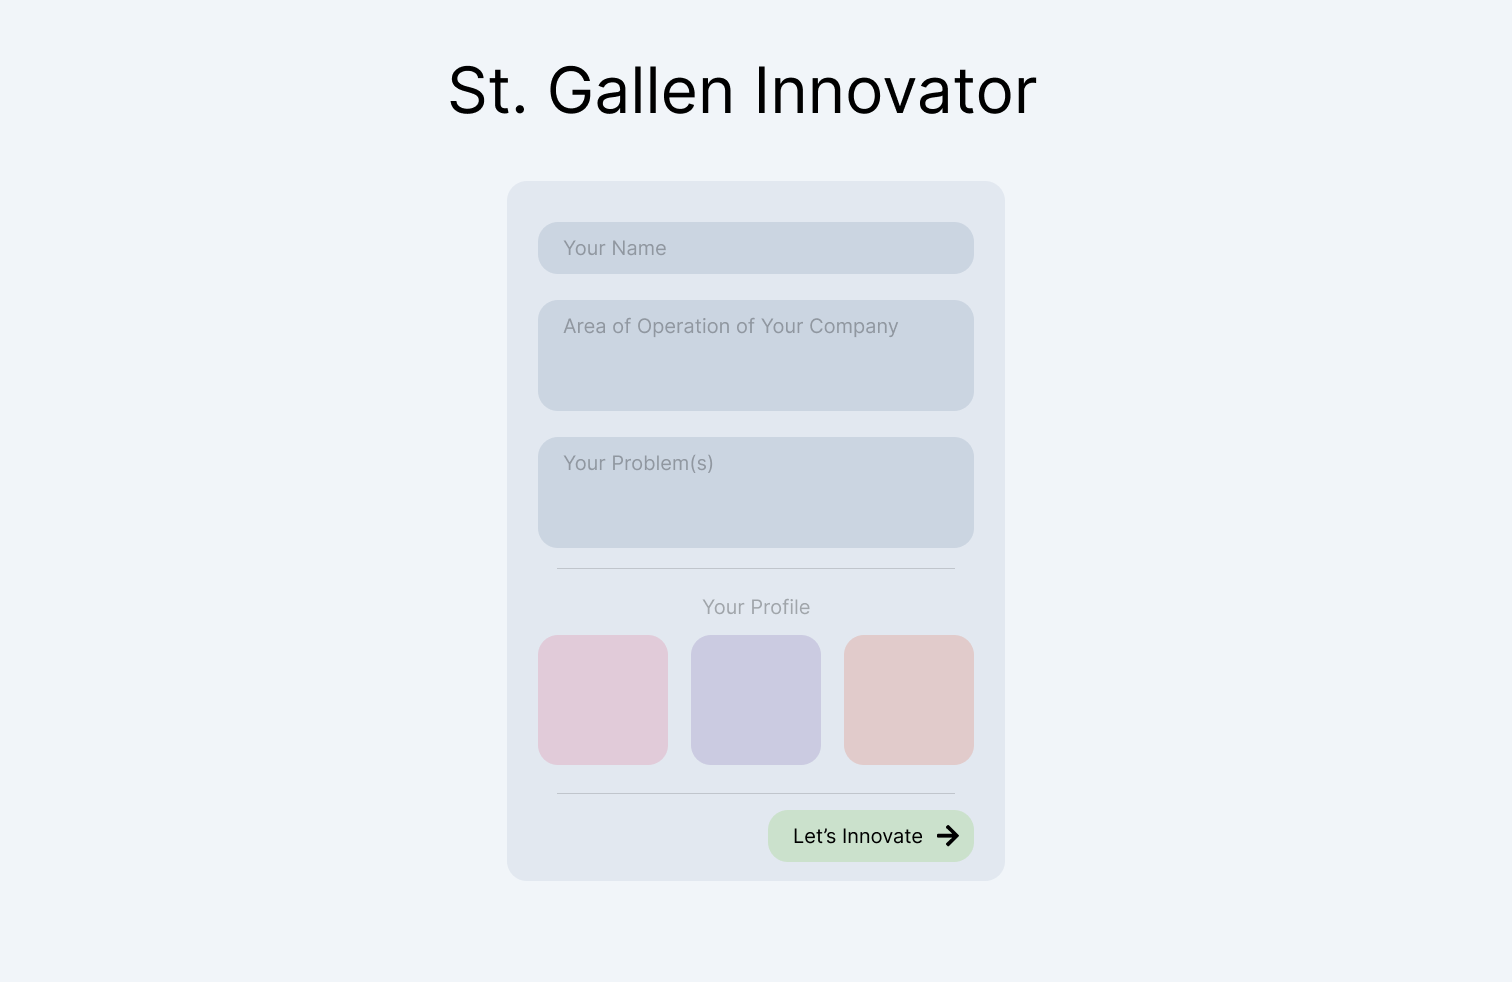 St. Gallen Innovator
Your Name
Area of Operation of Your Company
Your Problem(s)
Your Profile
Let’s Innovate